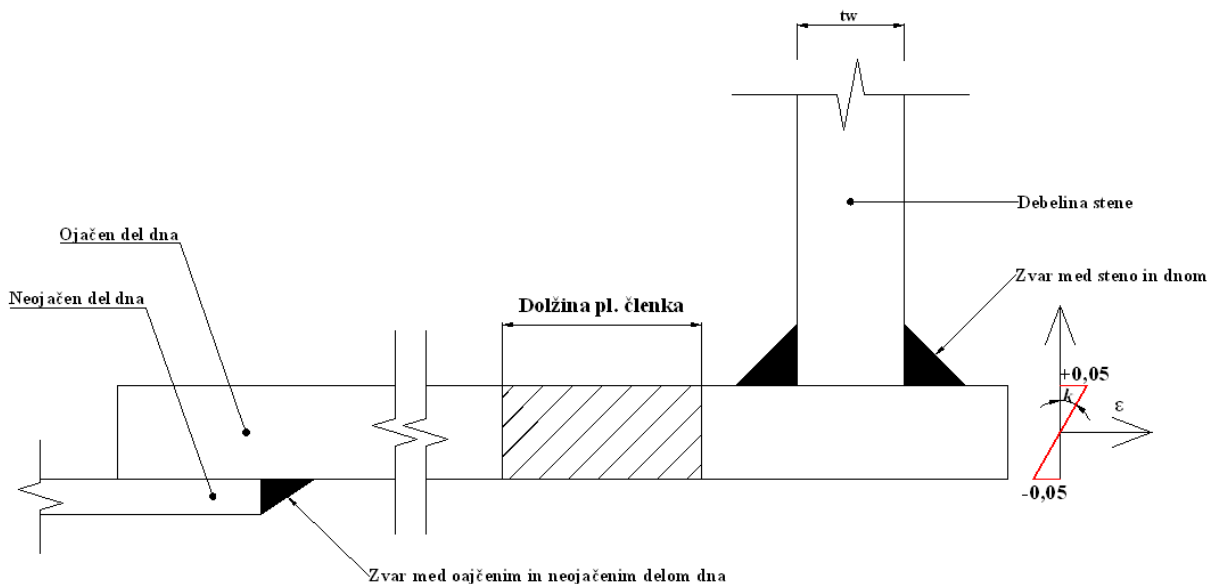 tw
Debelina stene
Ojačen del dna
Neojačen del dna
Zvar med steno in dnom
Dolžina pl. členka
+0,05
k
ε
-0,05
Zvar med oajčenim in neojačenim delom dna